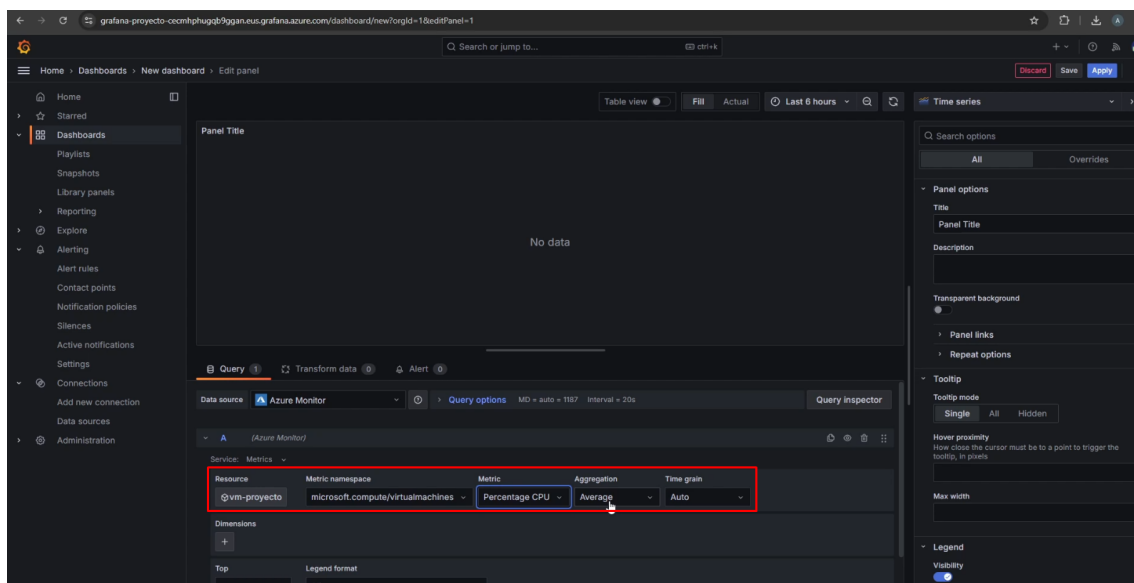 grafana-proyecto-cecmhphugqb9ggan.eus.grafana.azure.com/dashboard/new?orgId=1&editPanel=1
Search or jump to... ctrl+k
Home > Dashboards > New dashboard > Edit panel Discard Save Apply
Home
Starred
Dashboards
Playlists
Snapshots
Library panels
Reporting
Explore
Alerting
Alert rules
Contact points
Notification policies
Silences
Active notifications
Settings
Connections
Add new connection
Data sources
Administration
Table view Fill Actual Last 6 hours
Panel Title
No data
Query 1 Transform data 0 Alert 0
Data source Azure Monitor Query options MD = auto = 1187 Interval = 20s Query inspector
A (Azure Monitor)
Service: Metrics
Resource Metric namespace Metric Aggregation Time grain
vm-proyecto microsoft.compute/virtualmachines Percentage CPU Average Auto
Dimensions
+
Top Legend format
Time series
Search options
All Overrides
Panel options
Title
Panel Title
Description
Transparent background
Panel links
Repeat options
Tooltip
Tooltip mode
Single All Hidden
Hover proximity
How close the cursor must be to a point to trigger the
tooltip, in pixels
Max width
Legend
Visibility